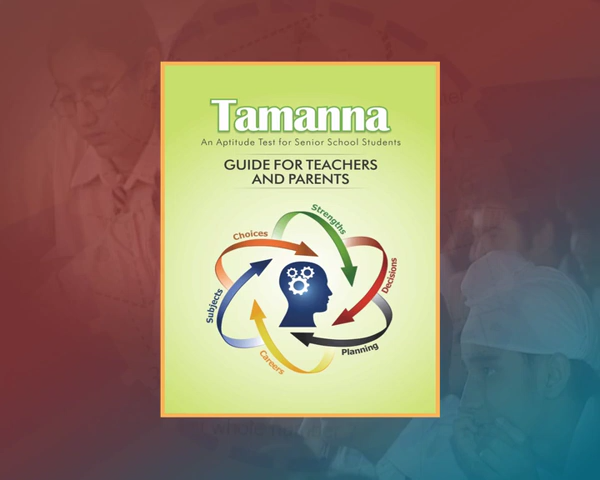 Tamanna
An Aptitude Test for Senior School Students
GUIDE FOR TEACHERS
AND PARENTS
Strengths
Choices
Decisions
Subjects
Planning
Careers